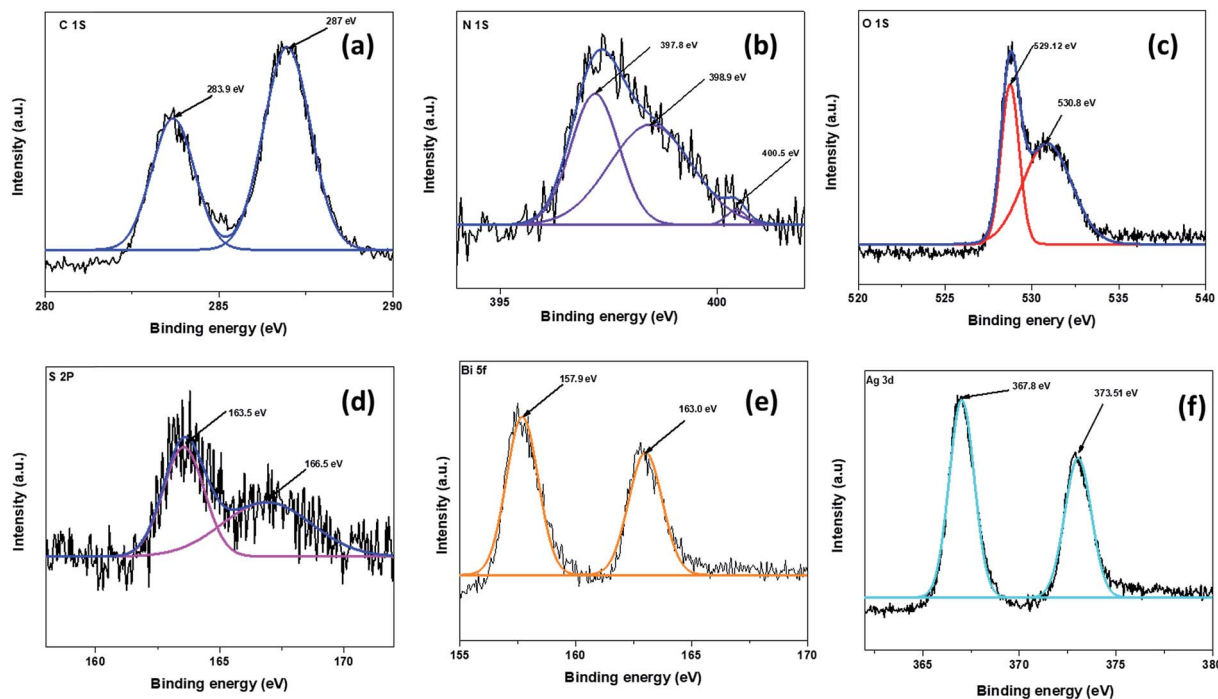 C 1S
(a)
287 eV
283.9 eV
Intensity (a.u.)
280
285
290
Binding energy (eV)
N 1S
(b)
397.8 eV
398.9 eV
400.5 eV
Intensity (a.u.)
395
400
Binding energy (eV)
O 1S
(c)
529.12 eV
530.8 eV
Intensity (a.u.)
520
525
530
535
540
Binding enery (eV)
S 2P
(d)
163.5 eV
166.5 eV
Intensity (a.u.)
160
165
170
Binding energy (eV)
Bi 5f
(e)
157.9 eV
163.0 eV
Intensity (a.u.)
155
160
165
170
Binding energy (eV)
Ag 3d
(f)
367.8 eV
373.51 eV
Intensity (a.u)
365
370
375
380
Binding energy (eV)